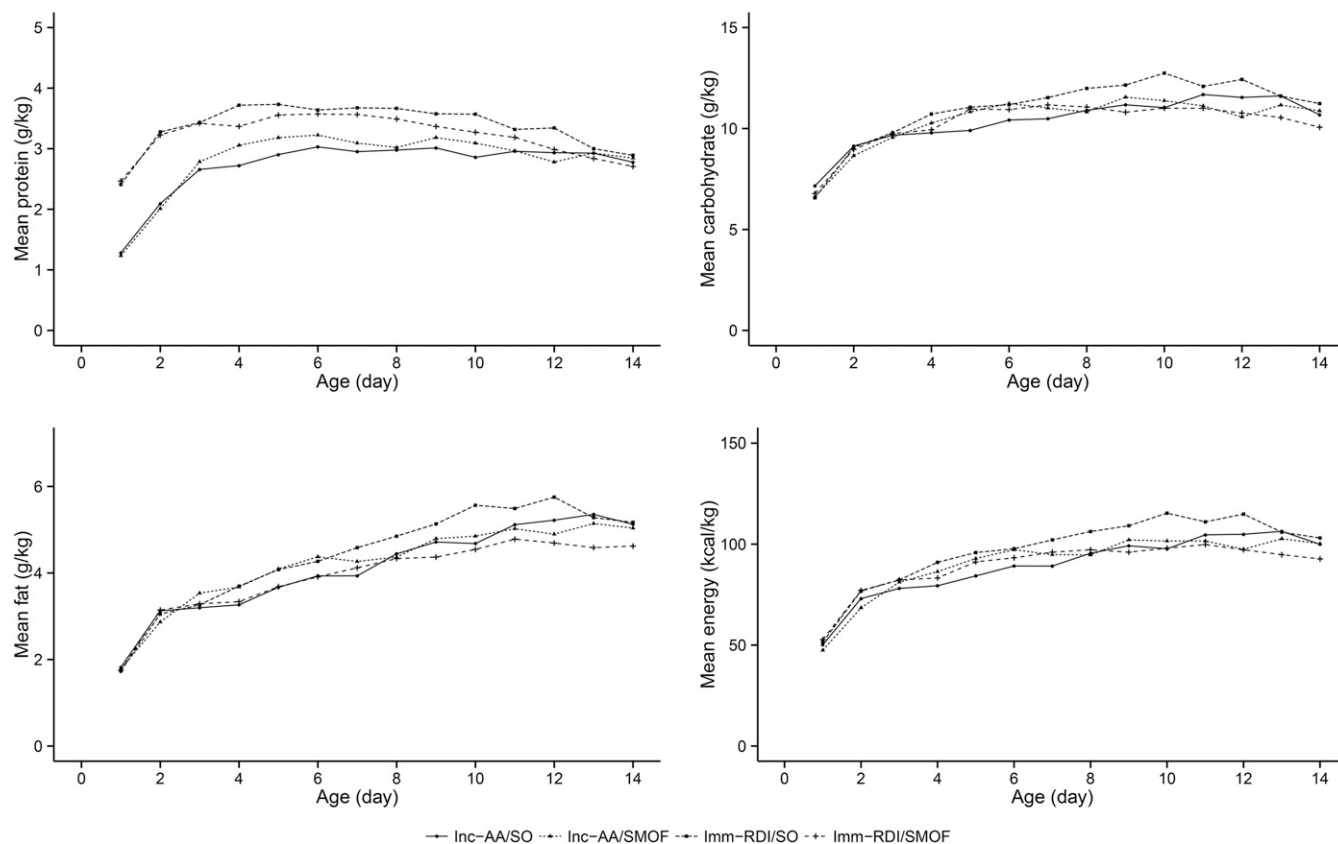 Mean protein (g/kg)
5
4
3
2
1
0
0 2 4 6 8 10 12 14
Age (day)
Mean carbohydrate (g/kg)
15
10
5
0
0 2 4 6 8 10 12 14
Age (day)
Mean fat (g/kg)
6
4
2
0
0 2 4 6 8 10 12 14
Age (day)
Mean energy (kcal/kg)
150
100
50
0
0 2 4 6 8 10 12 14
Age (day)
Inc−AA/SO Inc−AA/SMOF Imm−RDI/SO Imm−RDI/SMOF